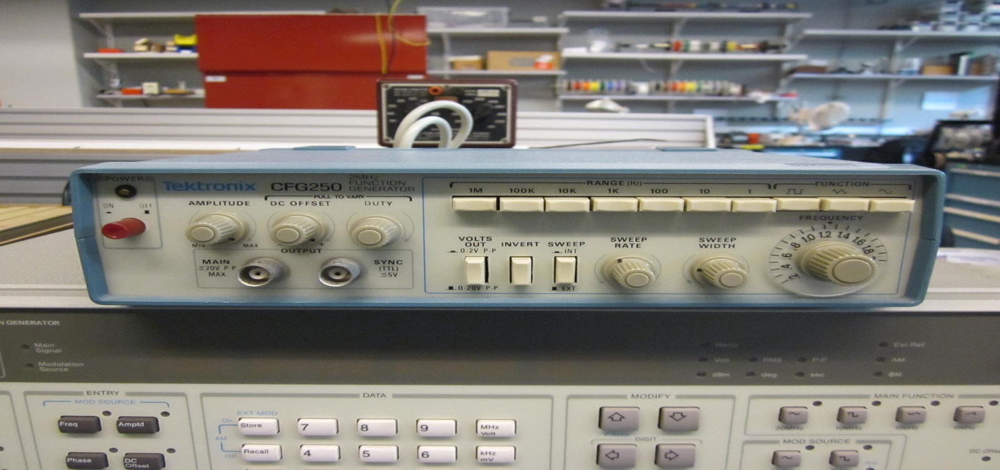 POWER
ON OFF
Tektronix CFG250
2MHz
FUNCTION
GENERATOR
PULL TO VARY
AMPLITUDE DC OFFSET DUTY
MIN MAX
+
OUTPUT
MAIN
≤20V P-P
MAX
SYNC
(TTL)
≤5V
RANGE (Hz)
1M 100K 10K 1K 100 10 1
FUNCTION
VOLTS
OUT
0-2V P-P
0-20V P-P
INVERT
SWEEP
INT
EXT
SWEEP
RATE
SWEEP
WIDTH
FREQUENCY
.2 .4 .6 .8 1.0 1.2 1.4 1.6 1.8
N GENERATOR
Main
Signal
Modulation
Source
Hertz
Volt RMS P-P
dBm deg sec
Ext Ref
AM
ΦM
ENTRY
MOD SOURCE
Freq Amptd
Phase DC
Offset
DATA
EXT MOD
On
AM
Off
Store 7 8 9 MHz
Volt
Recall 4 5 6 kHz
mV
MODIFY
DIGIT
MAIN FUNCTION
20MHz 10MHz 10kHz 10kHz
MOD SOURCE
DC Offse